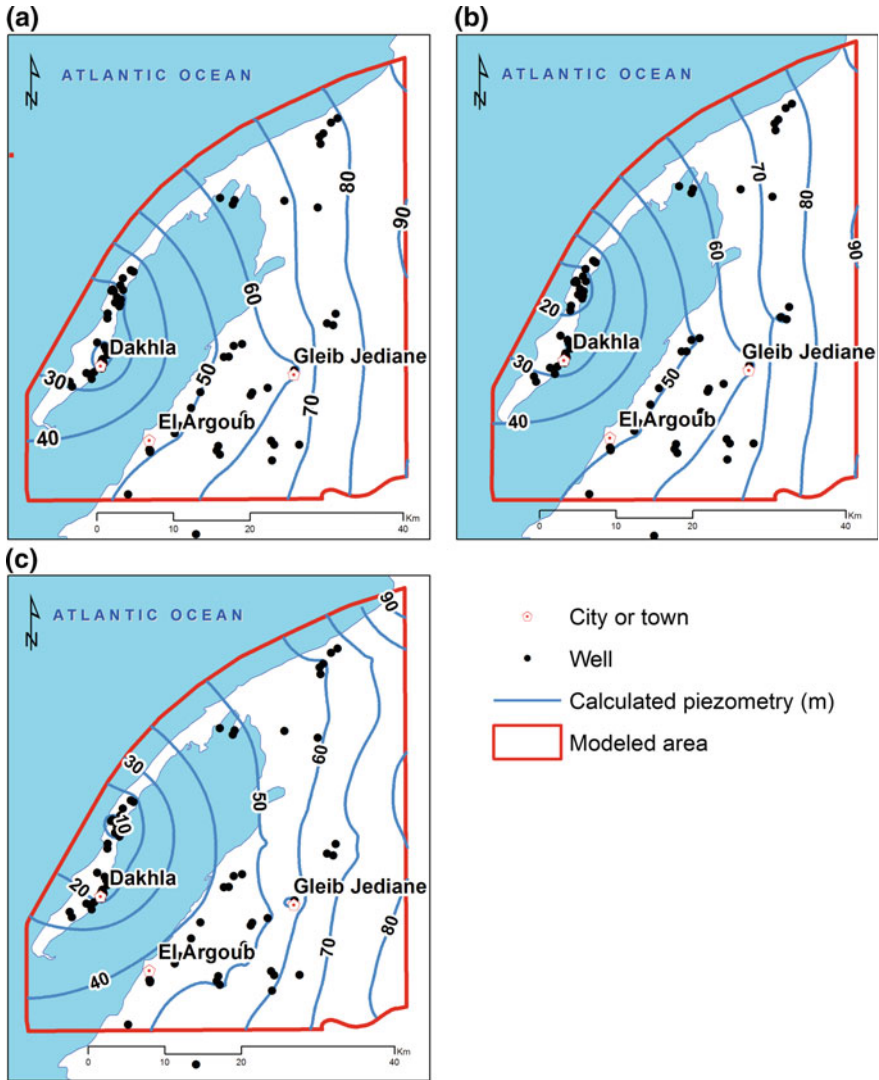 (a)
ATLANTIC OCEAN
N
80
90
60
Dakhla
Gleib Jediane
30
50
70
El Argoub
40
Km
0 20 40
(b)
ATLANTIC OCEAN
N
70
80
60
90
20
Dakhla
Gleib Jediane
30
50
El Argoub
40
Km
0 10 20 40
(c)
ATLANTIC OCEAN
N
90
30
60
50
10
Dakhla
20
Gleib Jediane
80
70
El Argoub
40
Km
0 10 20 40
City or town
Well
Calculated piezometry (m)
Modeled area